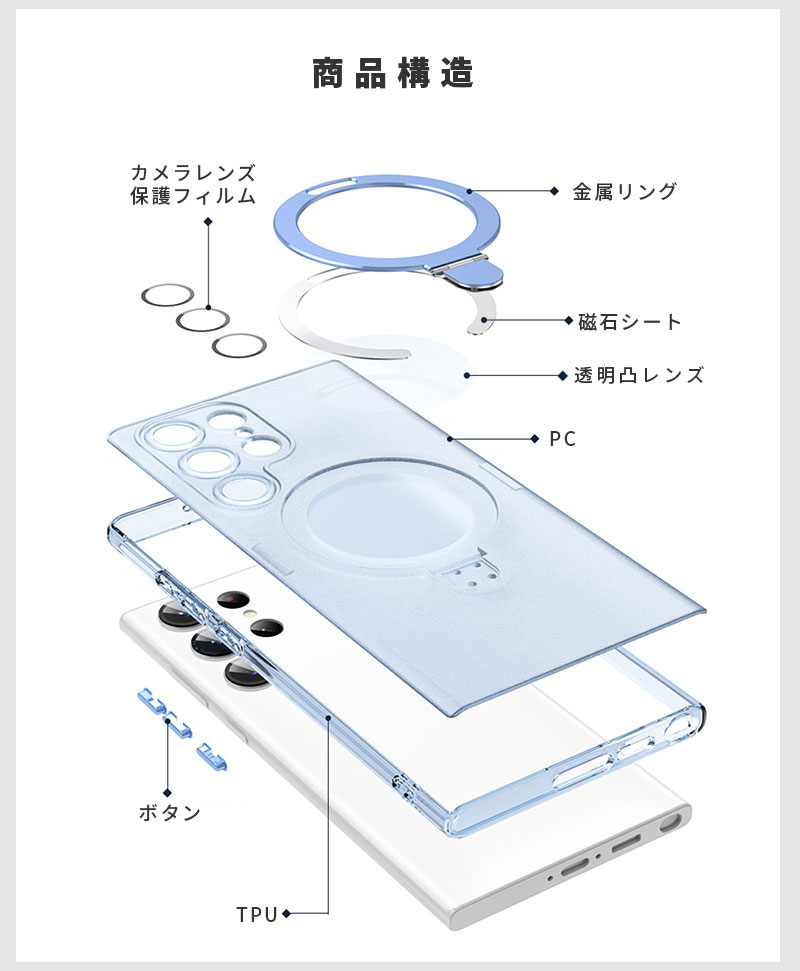 商品構造
カメラレンズ
保護フィルム
金属リング
磁石シート
透明凸レンズ
PC
ボタン
TPU